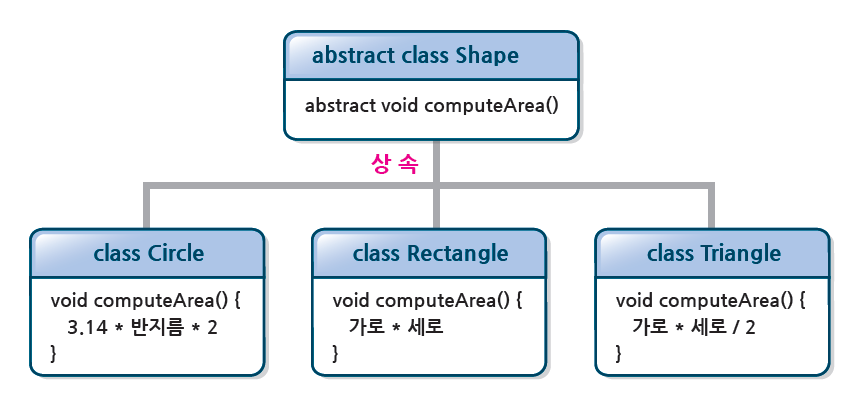 abstract class Shape
abstract void computeArea()
상 속
class Circle
void computeArea() {
3.14 * 반지름 * 2
}
class Rectangle
void computeArea() {
가로 * 세로
}
class Triangle
void computeArea() {
가로 * 세로 / 2
}